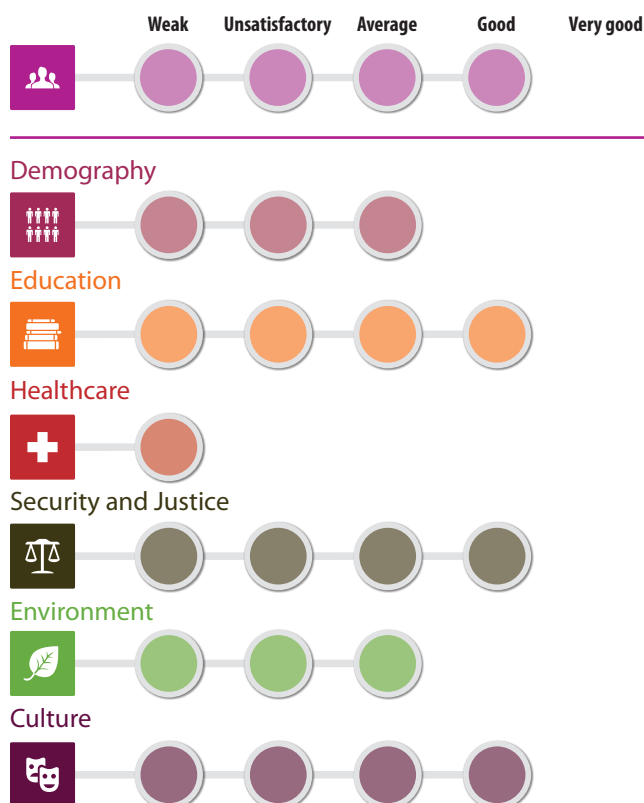 Weak Unsatisfactory Average Good Very good
Demography
Education
Healthcare
Security and Justice
Environment
Culture